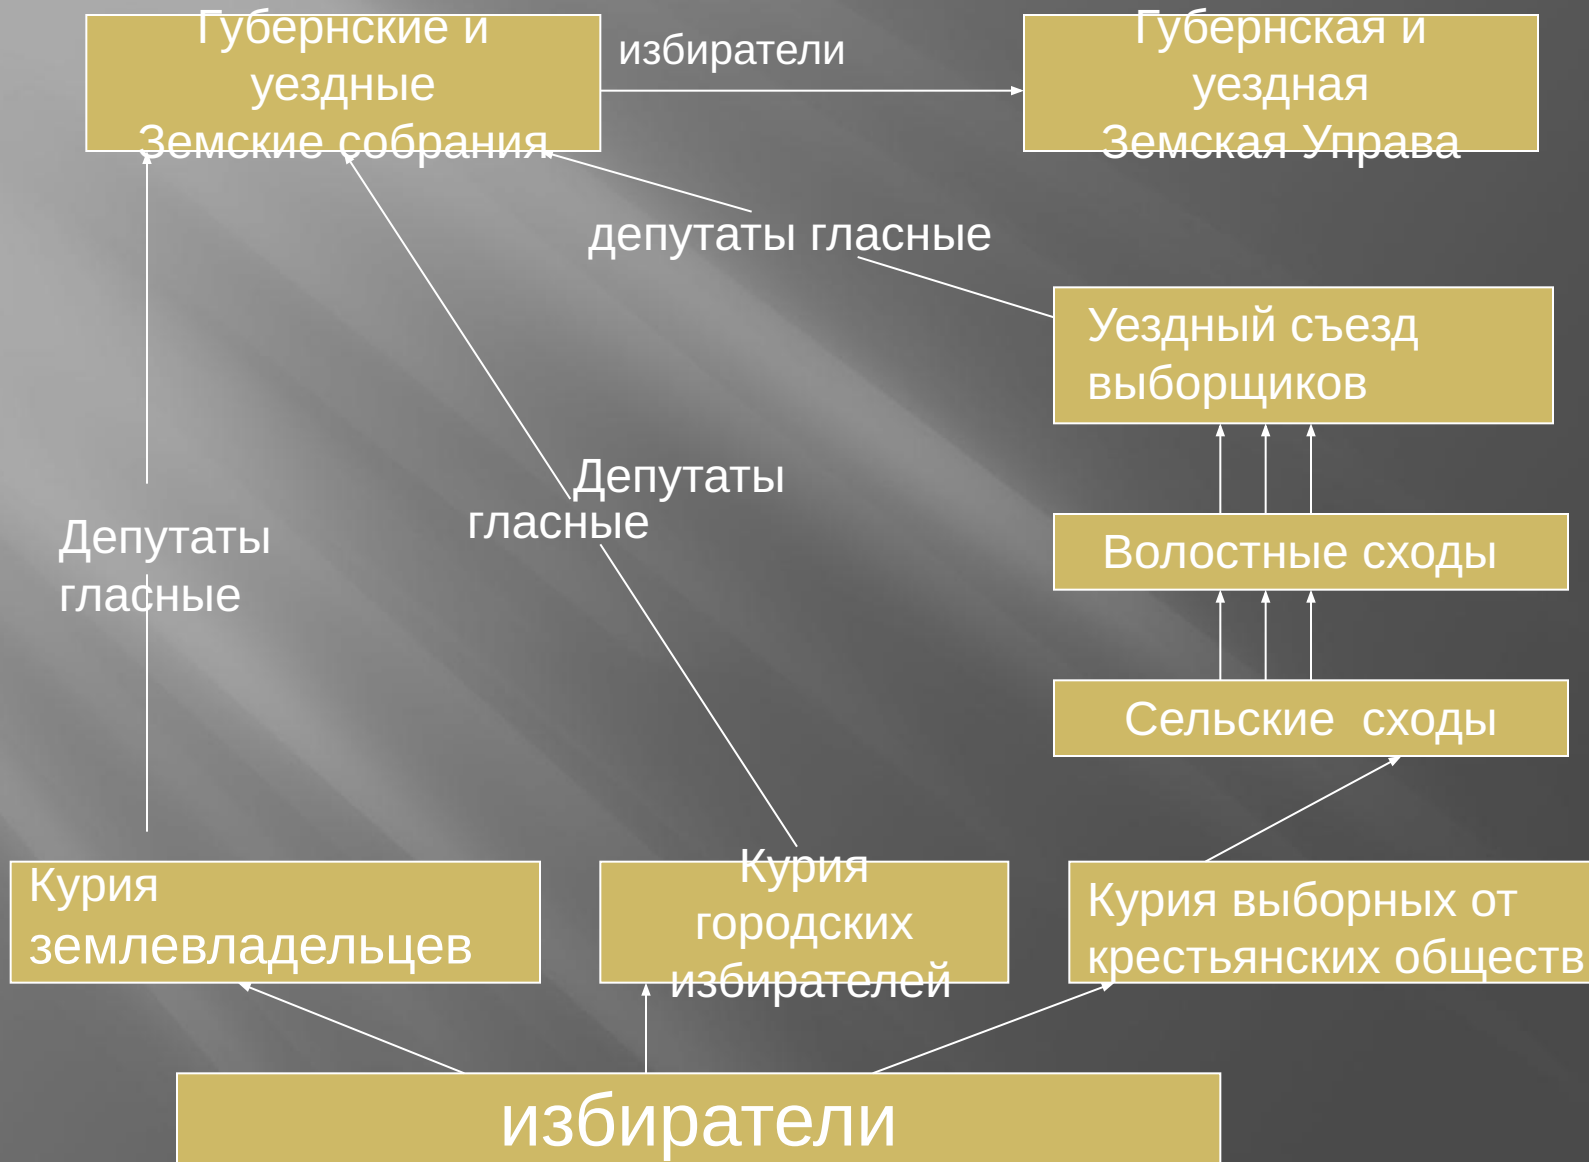 Губернские и
уездные
Земские собрания
избиратели
Губернская и
уездная
Земская Управа
депутаты гласные
Уездный съезд
выборщиков
Депутаты
гласные
Депутаты
гласные
Волостные сходы
Сельские  сходы
Курия
землевладельцев
Курия
городских
избирателей
Курия выборных от
крестьянских обществ
избиратели